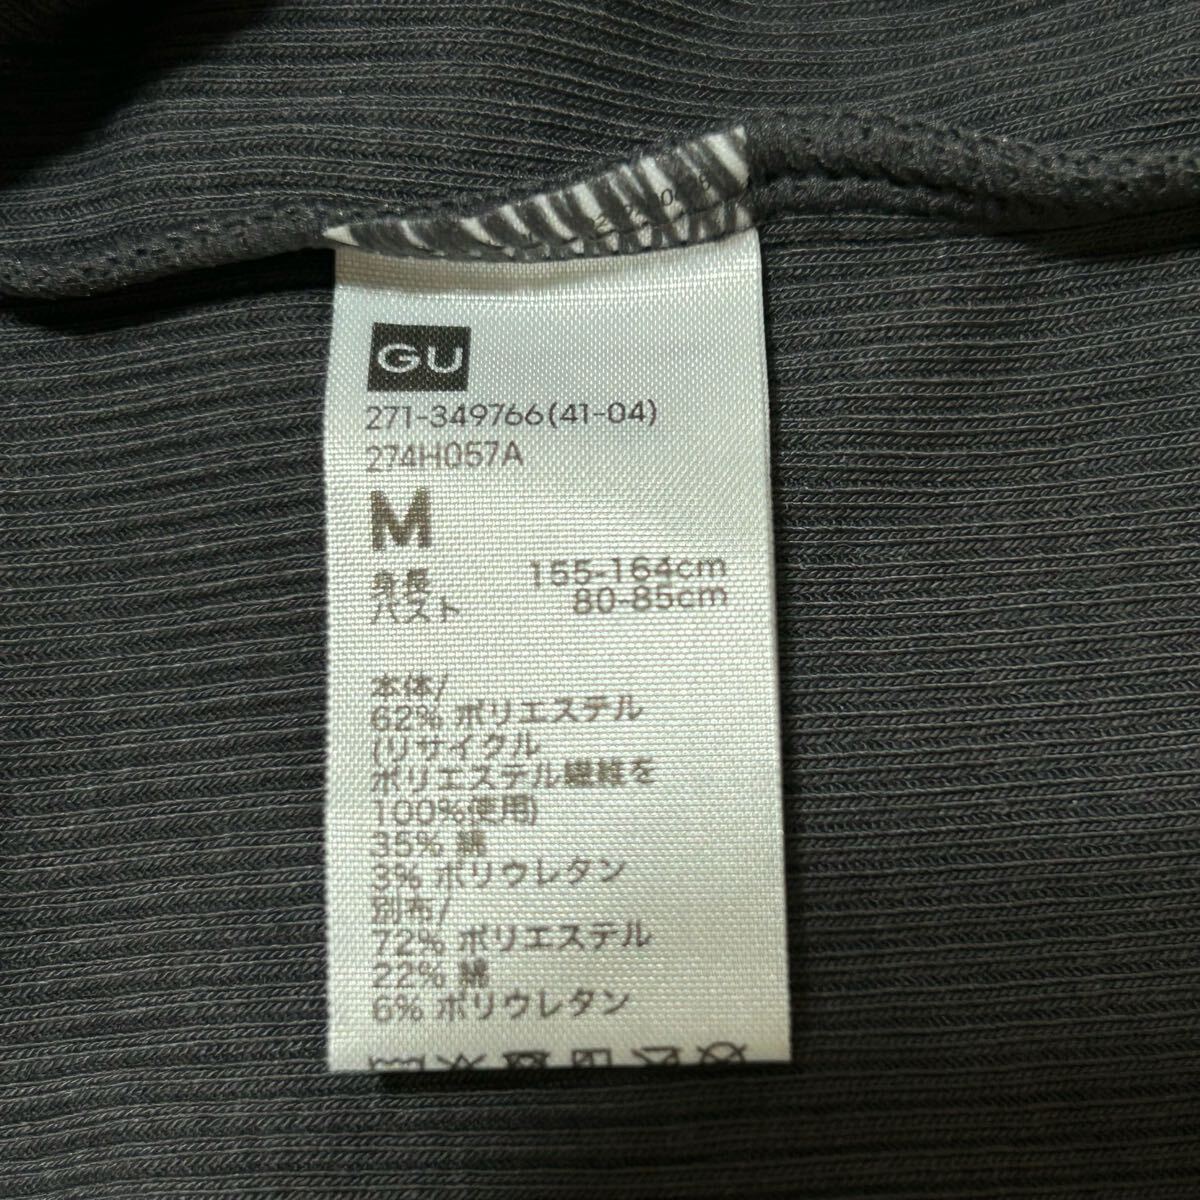 GU
271-349766(41-04)
274H057A
M
身長 155-164cm
バスト 80-85cm
本体/
62% ポリエステル
(リサイクル
ポリエステル繊維を
100%使用)
35% 綿
3% ポリウレタン
別布/
72% ポリエステル
22% 綿
6% ポリウレタン